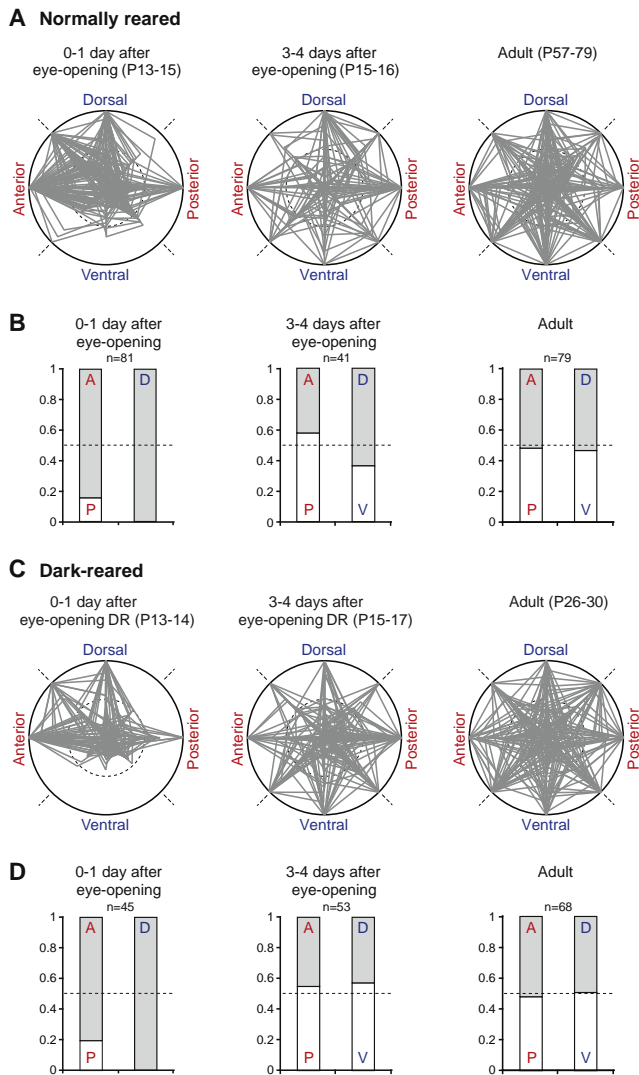 A Normally reared
0-1 day after
eye-opening (P13-15)
3-4 days after
eye-opening (P15-16)
Adult (P57-79)
Dorsal
Dorsal
Dorsal
Anterior
Posterior
Anterior
Posterior
Anterior
Posterior
Ventral
Ventral
Ventral
B
0-1 day after
eye-opening
n=81
3-4 days after
eye-opening
n=41
Adult
n=79
1
0.8
0.6
0.4
0.2
0
A
D
P
1
0.8
0.6
0.4
0.2
0
A
D
P
V
1
0.8
0.6
0.4
0.2
0
A
D
P
V
C Dark-reared
0-1 day after
eye-opening DR (P13-14)
3-4 days after
eye-opening DR (P15-17)
Adult (P26-30)
Dorsal
Dorsal
Dorsal
Anterior
Posterior
Anterior
Posterior
Anterior
Posterior
Ventral
Ventral
Ventral
D
0-1 day after
eye-opening
n=45
3-4 days after
eye-opening
n=53
Adult
n=68
1
0.8
0.6
0.4
0.2
0
A
D
P
1
0.8
0.6
0.4
0.2
0
A
D
P
V
1
0.8
0.6
0.4
0.2
0
A
D
P
V